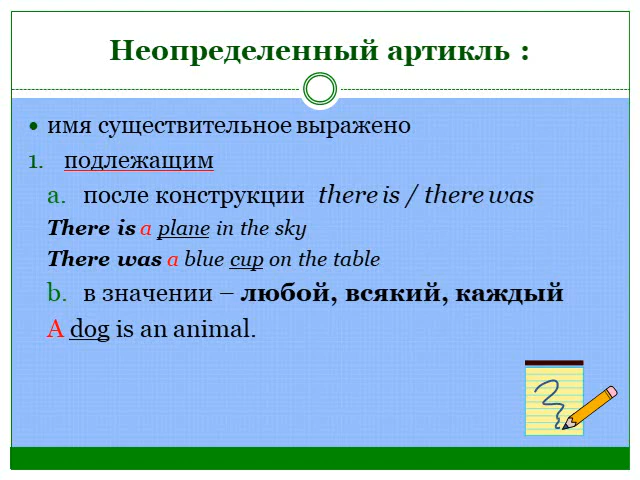 Неопределенный артикль :
• имя существительное выражено
1. подлежащим
a. после конструкции there is / there was
There is a plane in the sky
There was a blue cup on the table
b. в значении – любой, всякий, каждый
A dog is an animal.